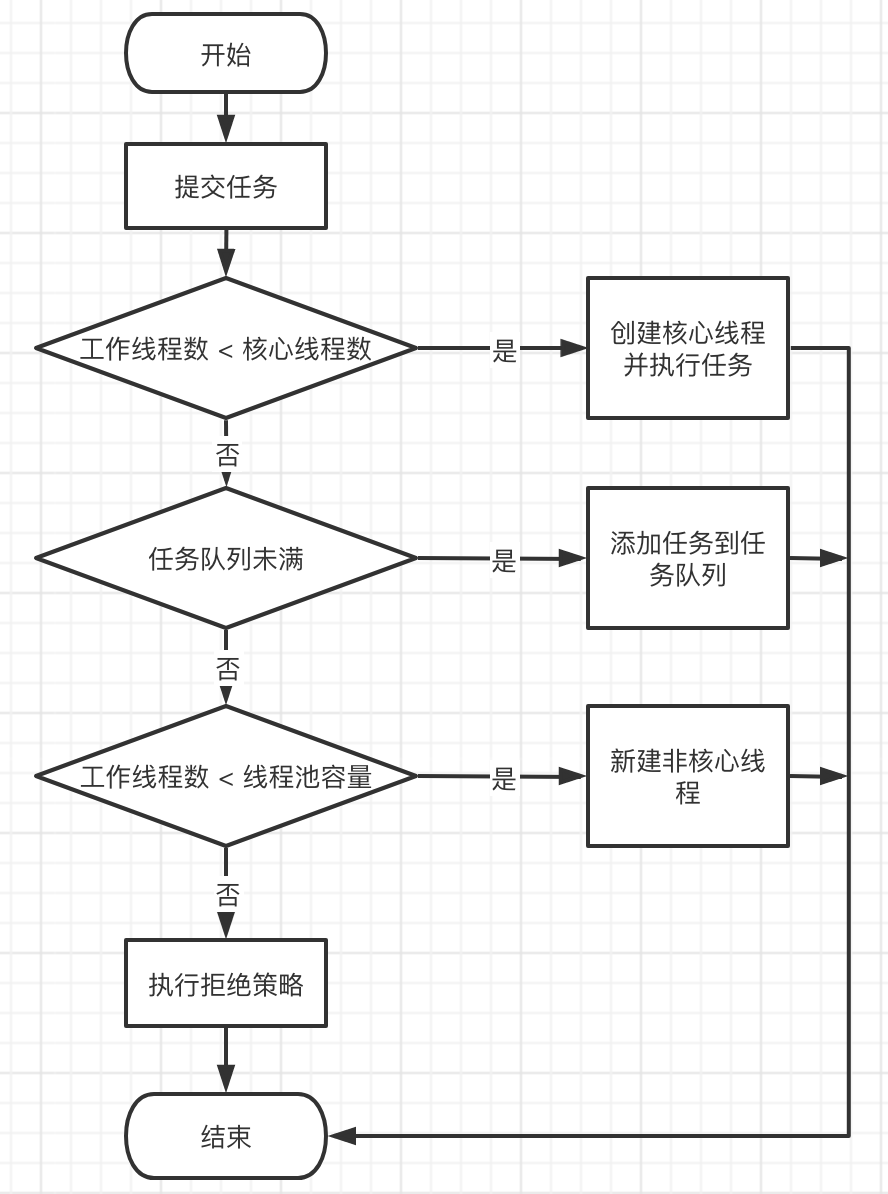 开始
提交任务
工作线程数 < 核心线程数
是
创建核心线程
并执行任务
否
任务队列未满
是
添加任务到任
务队列
否
工作线程数 < 线程池容量
是
新建非核心线
程
否
执行拒绝策略
结束